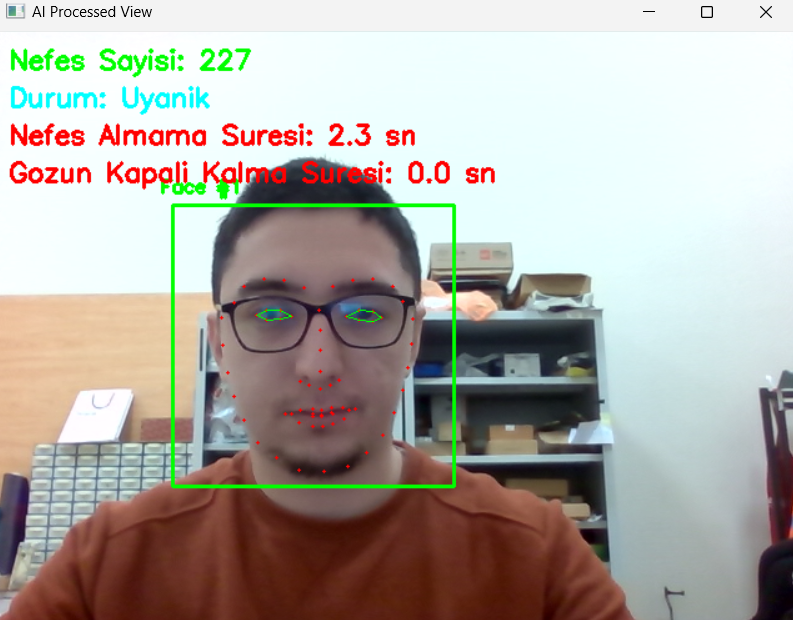 AI Processed View
Nefes Sayisi: 227
Durum: Uyanik
Nefes Almama Suresi: 2.3 sn
Gozun Kapali Kalma Suresi: 0.0 sn
Face #1